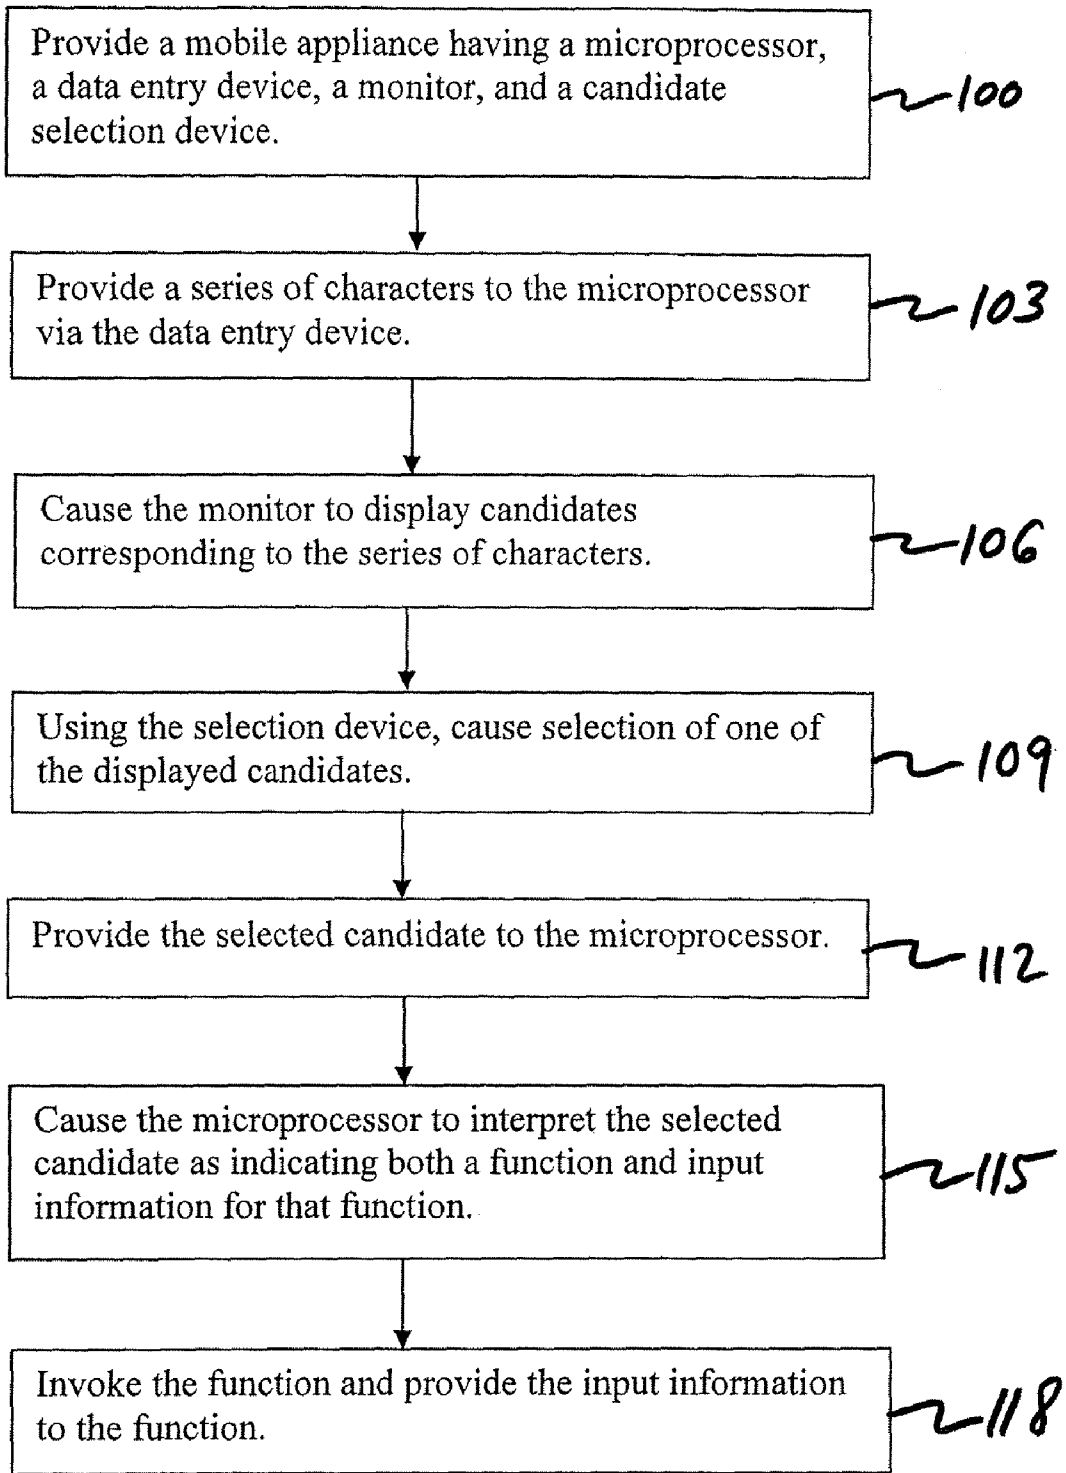 Provide a mobile appliance having a microprocessor,
a data entry device, a monitor, and a candidate
selection device.
100
Provide a series of characters to the microprocessor
via the data entry device.
103
Cause the monitor to display candidates
corresponding to the series of characters.
106
Using the selection device, cause selection of one of
the displayed candidates.
109
Provide the selected candidate to the microprocessor.
112
Cause the microprocessor to interpret the selected
candidate as indicating both a function and input
information for that function.
115
Invoke the function and provide the input information
to the function.
118